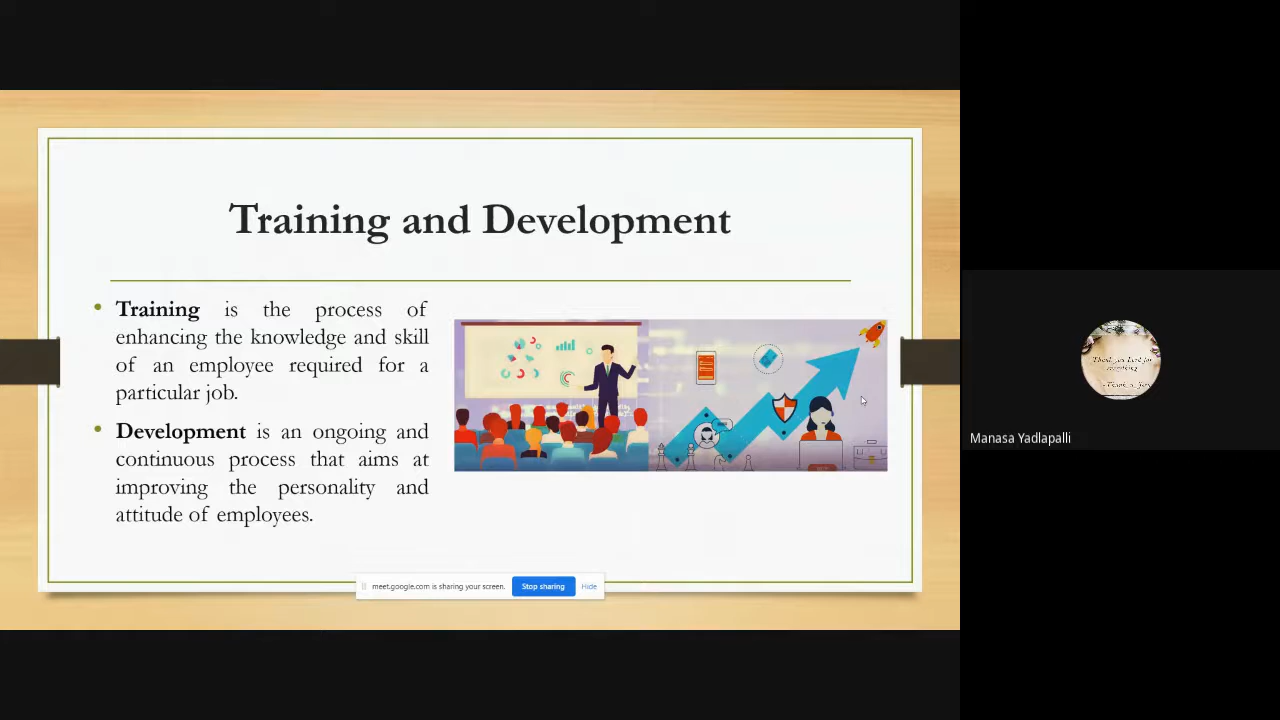 Training and Development
• Training is the process of
enhancing the knowledge and skill
of an employee required for a
particular job.
• Development is an ongoing and
continuous process that aims at
improving the personality and
attitude of employees.
meet.google.com is sharing your screen. Stop sharing Hide
Manasa Yadlapalli